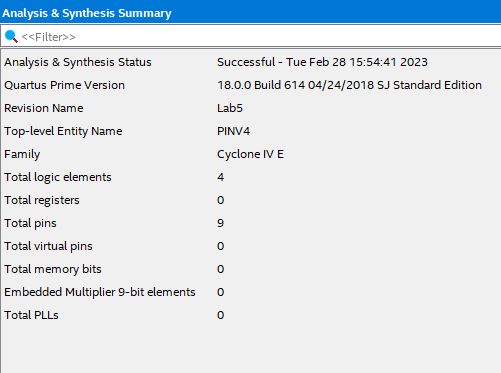 Analysis & Synthesis Summary
<<Filter>>
Analysis & Synthesis Status Successful - Tue Feb 28 15:54:41 2023
Quartus Prime Version 18.0.0 Build 614 04/24/2018 SJ Standard Edition
Revision Name Lab5
Top-level Entity Name PINV4
Family Cyclone IV E
Total logic elements 4
Total registers 0
Total pins 9
Total virtual pins 0
Total memory bits 0
Embedded Multiplier 9-bit elements 0
Total PLLs 0